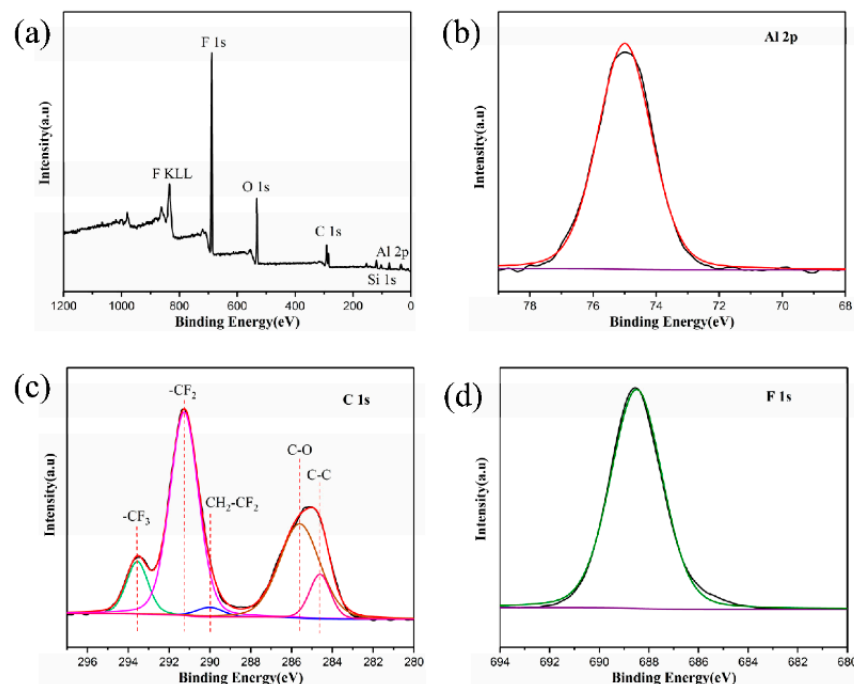 (a)
F 1s
F KLL
O 1s
C 1s
Al 2p
Si 1s
Intensity(a.u)
1200 1000 800 600 400 200 0
Binding Energy(eV)
(b)
Al 2p
Intensity(a.u)
78 76 74 72 70 68
Binding Energy(eV)
(c)
-CF2
C 1s
C-O
C-C
CH2-CF2
-CF3
Intensity(a.u)
296 294 292 290 288 286 284 282 280
Binding Energy(eV)
(d)
F 1s
Intensity(a.u)
694 692 690 688 686 684 682 680
Binding Energy(eV)